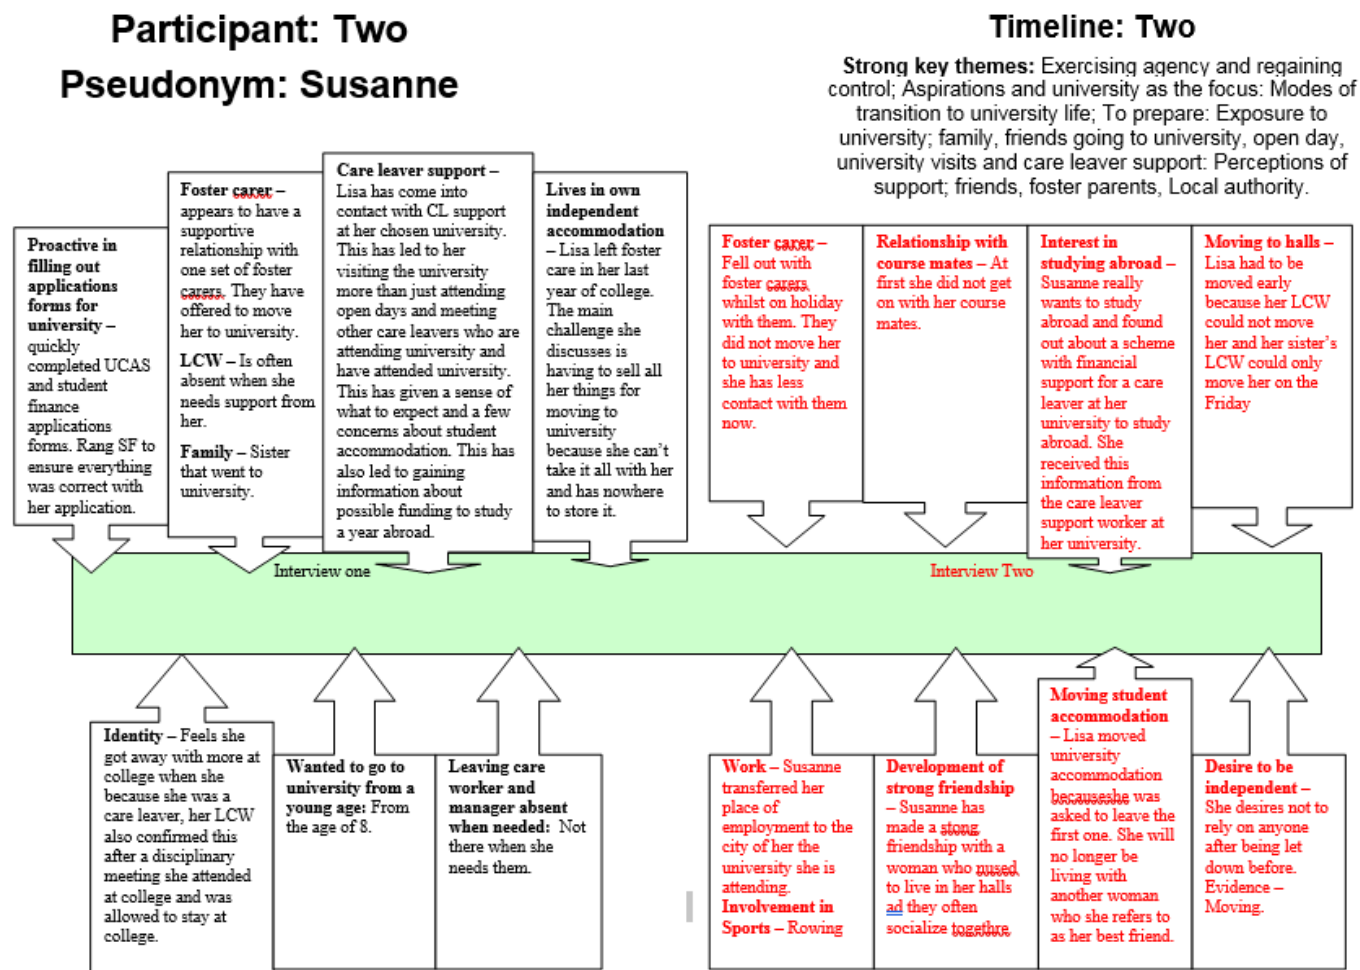 Participant: Two
Pseudonym: Susanne
Timeline: Two
Strong key themes: Exercising agency and regaining
control; Aspirations and university as the focus: Modes of
transition to university life; To prepare: Exposure to
university; family, friends going to university, open day,
university visits and care leaver support: Perceptions of
support; friends, foster parents, Local authority.
Proactive in
filling out
applications
forms for
university –
quickly
completed UCAS
and student
finance
applications
forms. Rang SF to
ensure everything
was correct with
her application.
Foster carer –
appears to have a
supportive
relationship with
one set of foster
carers. They have
offered to move
her to university.
LCW – Is often
absent when she
needs support from
her.
Family – Sister
that went to
university.
Care leaver support –
Lisa has come into
contact with CL support
at her chosen university.
This has led to her
visiting the university
more than just attending
open days and meeting
other care leavers who are
attending university and
have attended university.
This has given a sense of
what to expect and a few
concerns about student
accommodation. This has
also led to gaining
information about
possible funding to study
a year abroad.
Lives in own
independent
accommodation
– Lisa left foster
care in her last
year of college.
The main
challenge she
discusses is
having to sell all
her things for
moving to
university
because she can't
take it all with her
and has nowhere
to store it.
Foster carer –
Fell out with
foster carers
whilst on holiday
with them. They
did not move her
to university and
she has less
contact with them
now.
Relationship with
course mates – At
first she did not get
on with her course
mates.
Interest in
studying abroad –
Susanne really
wants to study
abroad and found
out about a scheme
with financial
support for a care
leaver at her
university to study
abroad. She
received this
information from
the care leaver
support worker at
her university.
Moving to halls –
Lisa had to be
moved early
because her LCW
could not move
her and her sister's
LCW could only
move her on the
Friday
Interview one
Interview Two
Identity – Feels she
got away with more at
college when she
because she was a
care leaver, her LCW
also confirmed this
after a disciplinary
meeting she attended
at college and was
allowed to stay at
college.
Wanted to go to
university from a
young age: From
the age of 8.
Leaving care
worker and
manager absent
when needed: Not
there when she
needs them.
Work – Susanne
transferred her
place of
employment to the
city of her the
university she is
attending.
Involvement in
Sports – Rowing
Development of
strong friendship
– Susanne has
made a stong
friendship with a
woman who nused
to live in her halls
ad they often
socialize togethre
Moving student
accommodation
– Lisa moved
university
accommodation
becauseshe was
asked to leave the
first one. She will
no longer be
living with
another woman
who she refers to
as her best friend.
Desire to be
independent –
She desires not to
rely on anyone
after being let
down before.
Evidence –
Moving.